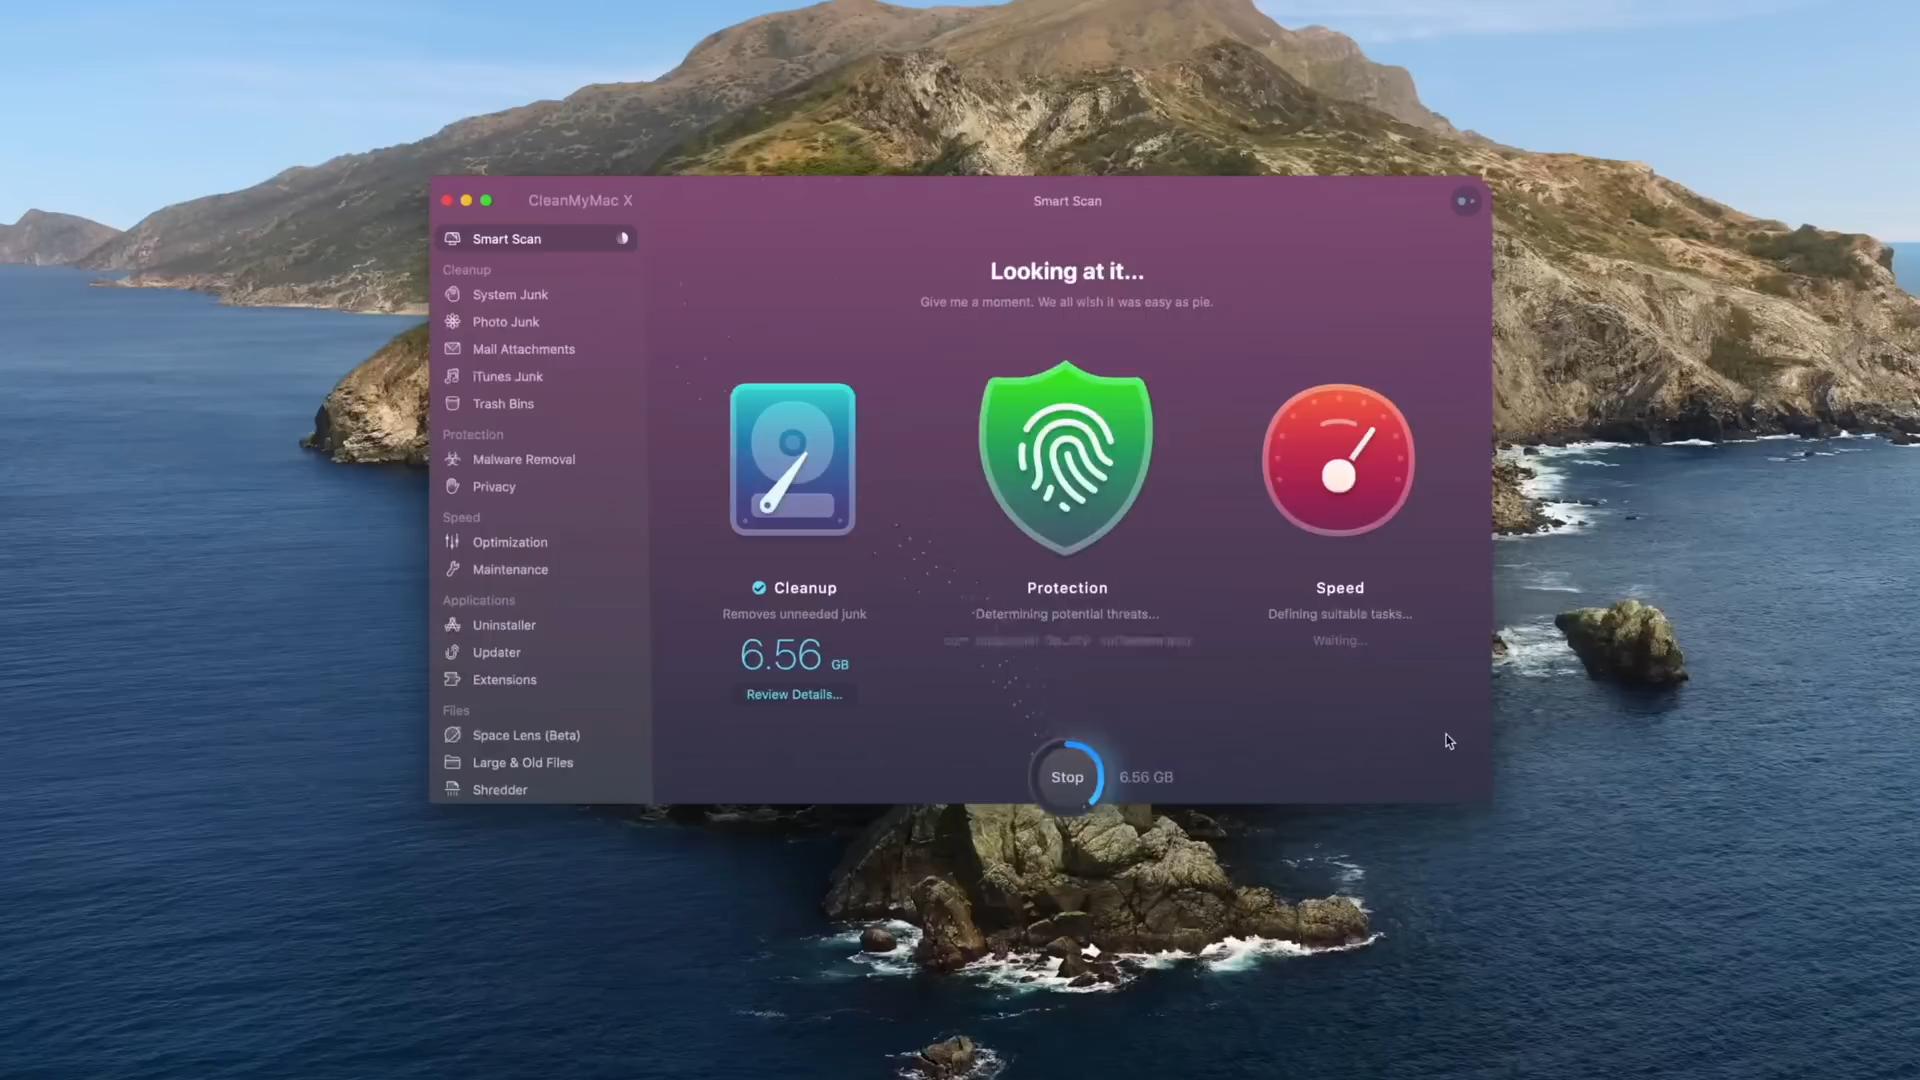 CleanMyMac X
Smart Scan
Smart Scan
Cleanup
System Junk
Photo Junk
Mail Attachments
iTunes Junk
Trash Bins
Protection
Malware Removal
Privacy
Speed
Optimization
Maintenance
Applications
Uninstaller
Updater
Extensions
Files
Space Lens (Beta)
Large & Old Files
Shredder
Looking at it...
Give me a moment. We all wish it was easy as pie.
Cleanup
Removes unneeded junk
6.56 GB
Review Details...
Protection
Determining potential threats...
Speed
Defining suitable tasks...
Waiting...
Stop
6.56 GB